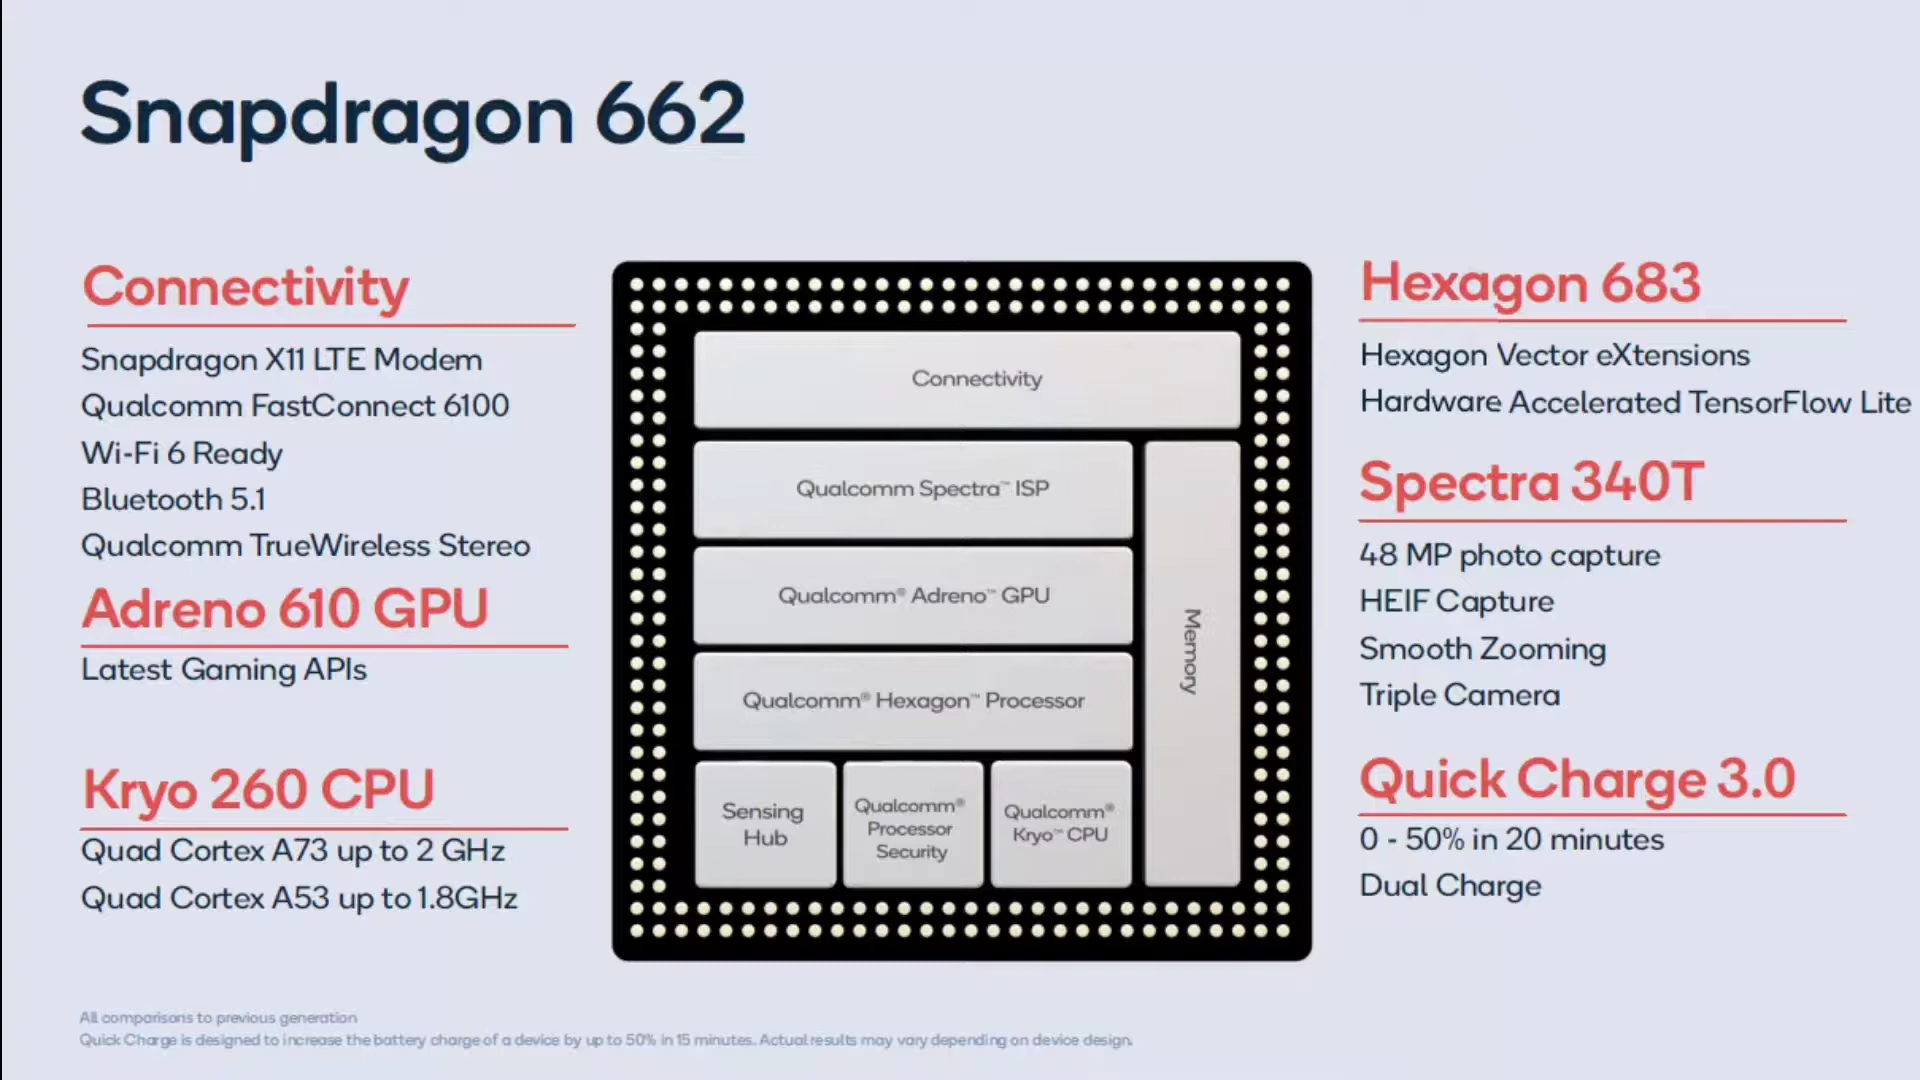 Snapdragon 662
Connectivity
Snapdragon X11 LTE Modem
Qualcomm FastConnect 6100
Wi-Fi 6 Ready
Bluetooth 5.1
Qualcomm TrueWireless Stereo
Adreno 610 GPU
Latest Gaming APIs
Kryo 260 CPU
Quad Cortex A73 up to 2 GHz
Quad Cortex A53 up to 1.8GHz
Connectivity
Qualcomm Spectra™ ISP
Qualcomm® Adreno™ GPU
Qualcomm® Hexagon™ Processor
Sensing
Hub
Qualcomm®
Processor
Security
Qualcomm®
Kryo™ CPU
Memory
Hexagon 683
Hexagon Vector eXtensions
Hardware Accelerated TensorFlow Lite
Spectra 340T
48 MP photo capture
HEIF Capture
Smooth Zooming
Triple Camera
Quick Charge 3.0
0 - 50% in 20 minutes
Dual Charge
All comparisons to previous generation
Quick Charge is designed to increase the battery charge of a device by up to 50% in 15 minutes. Actual results may vary depending on device design.